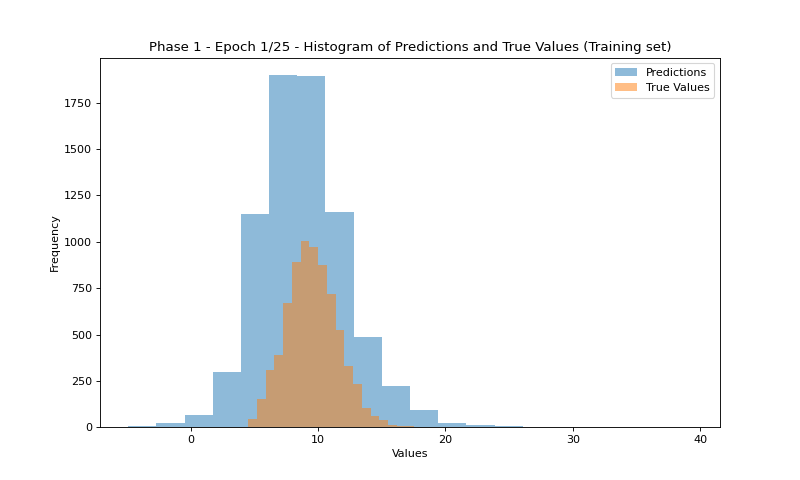 Phase 1 - Epoch 1/25 - Histogram of Predictions and True Values (Training set)
Predictions
True Values
1750
1500
1250
1000
750
500
250
0
Frequency
0 10 20 30 40
Values